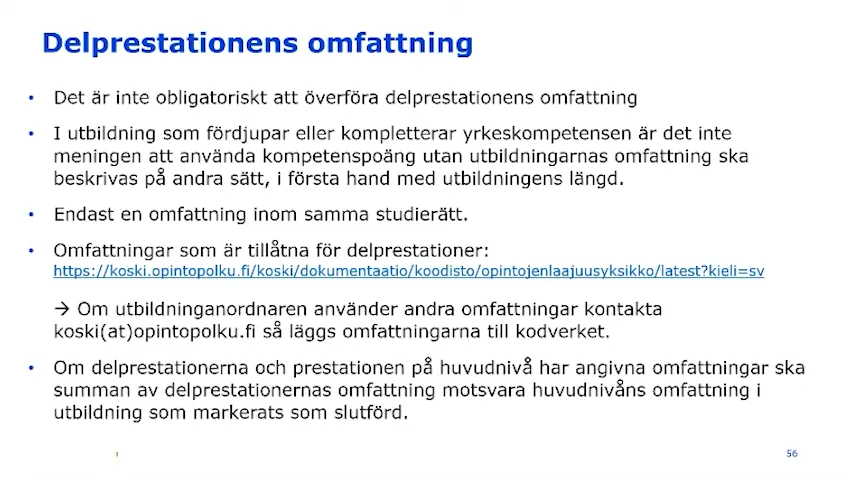 Delprestationens omfattning
• Det är inte obligatoriskt att överföra delprestationens omfattning
• I utbildning som fördjupar eller kompletterar yrkeskompetensen är det inte
meningen att använda kompetenspoäng utan utbildningarnas omfattning ska
beskrivas på andra sätt, i första hand med utbildningens längd.
• Endast en omfattning inom samma studierätt.
• Omfattningar som är tillåtna för delprestationer:
https://koski.opintopolku.fi/koski/dokumentaatio/koodisto/opintojenlaajuusyksikko/latest?kieli=sv
→ Om utbildninganordnaren använder andra omfattningar kontakta
koski(at)opintopolku.fi så läggs omfattningarna till kodverket.
• Om delprestationerna och prestationen på huvudnivå har angivna omfattningar ska
summan av delprestationernas omfattning motsvara huvudnivåns omfattning i
utbildning som markerats som slutförd.
56